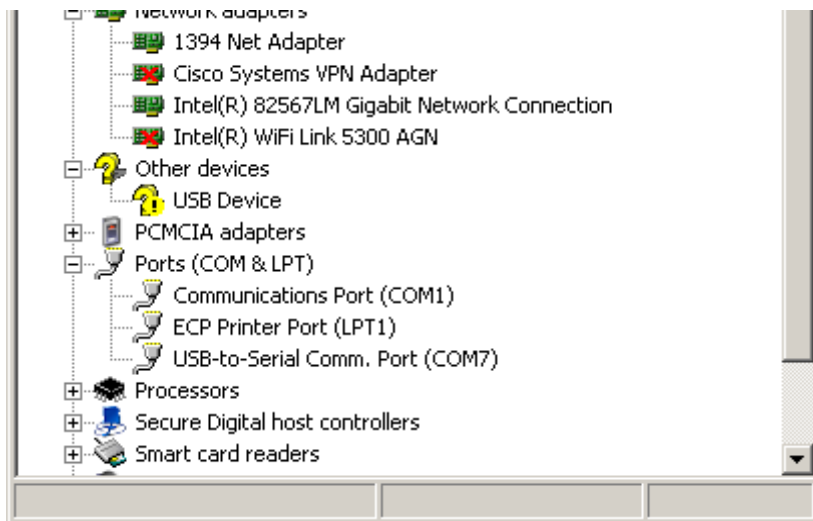 Network adapters
1394 Net Adapter
Cisco Systems VPN Adapter
Intel(R) 82567LM Gigabit Network Connection
Intel(R) WiFi Link 5300 AGN
Other devices
USB Device
PCMCIA adapters
Ports (COM & LPT)
Communications Port (COM1)
ECP Printer Port (LPT1)
USB-to-Serial Comm. Port (COM7)
Processors
Secure Digital host controllers
Smart card readers